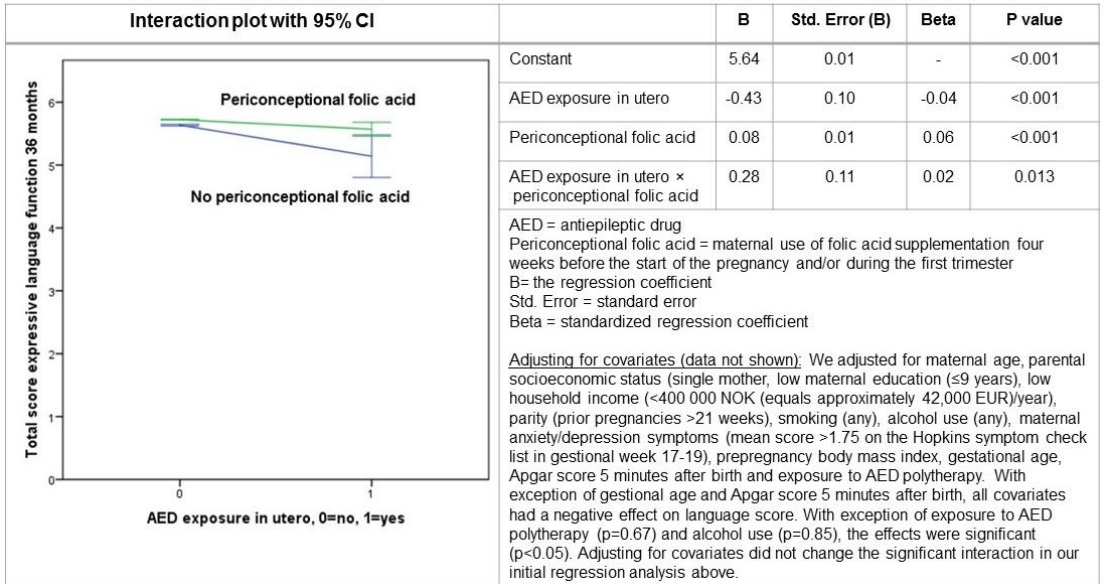 Interaction plot with 95% CI
B Std. Error (B) Beta P value
Constant 5.64 0.01 - <0.001
AED exposure in utero -0.43 0.10 -0.04 <0.001
Periconceptional folic acid 0.08 0.01 0.06 <0.001
AED exposure in utero × 0.28 0.11 0.02 0.013
periconceptional folic acid
Total score expressive language function 36 months
6
5
4
3
2
1
0
Periconceptional folic acid
No periconceptional folic acid
0 1
AED exposure in utero, 0=no, 1=yes
AED = antiepileptic drug
Periconceptional folic acid = maternal use of folic acid supplementation four
weeks before the start of the pregnancy and/or during the first trimester
B= the regression coefficient
Std. Error = standard error
Beta = standardized regression coefficient
Adjusting for covariates (data not shown): We adjusted for maternal age, parental
socioeconomic status (single mother, low maternal education (≤9 years), low
household income (<400 000 NOK (equals approximately 42,000 EUR)/year),
parity (prior pregnancies >21 weeks), smoking (any), alcohol use (any), maternal
anxiety/depression symptoms (mean score >1.75 on the Hopkins symptom check
list in gestional week 17-19), prepregnancy body mass index, gestational age,
Apgar score 5 minutes after birth and exposure to AED polytherapy. With
exception of gestional age and Apgar score 5 minutes after birth, all covariates
had a negative effect on language score. With exception of exposure to AED
polytherapy (p=0.67) and alcohol use (p=0.85), the effects were significant
(p<0.05). Adjusting for covariates did not change the significant interaction in our
initial regression analysis above.